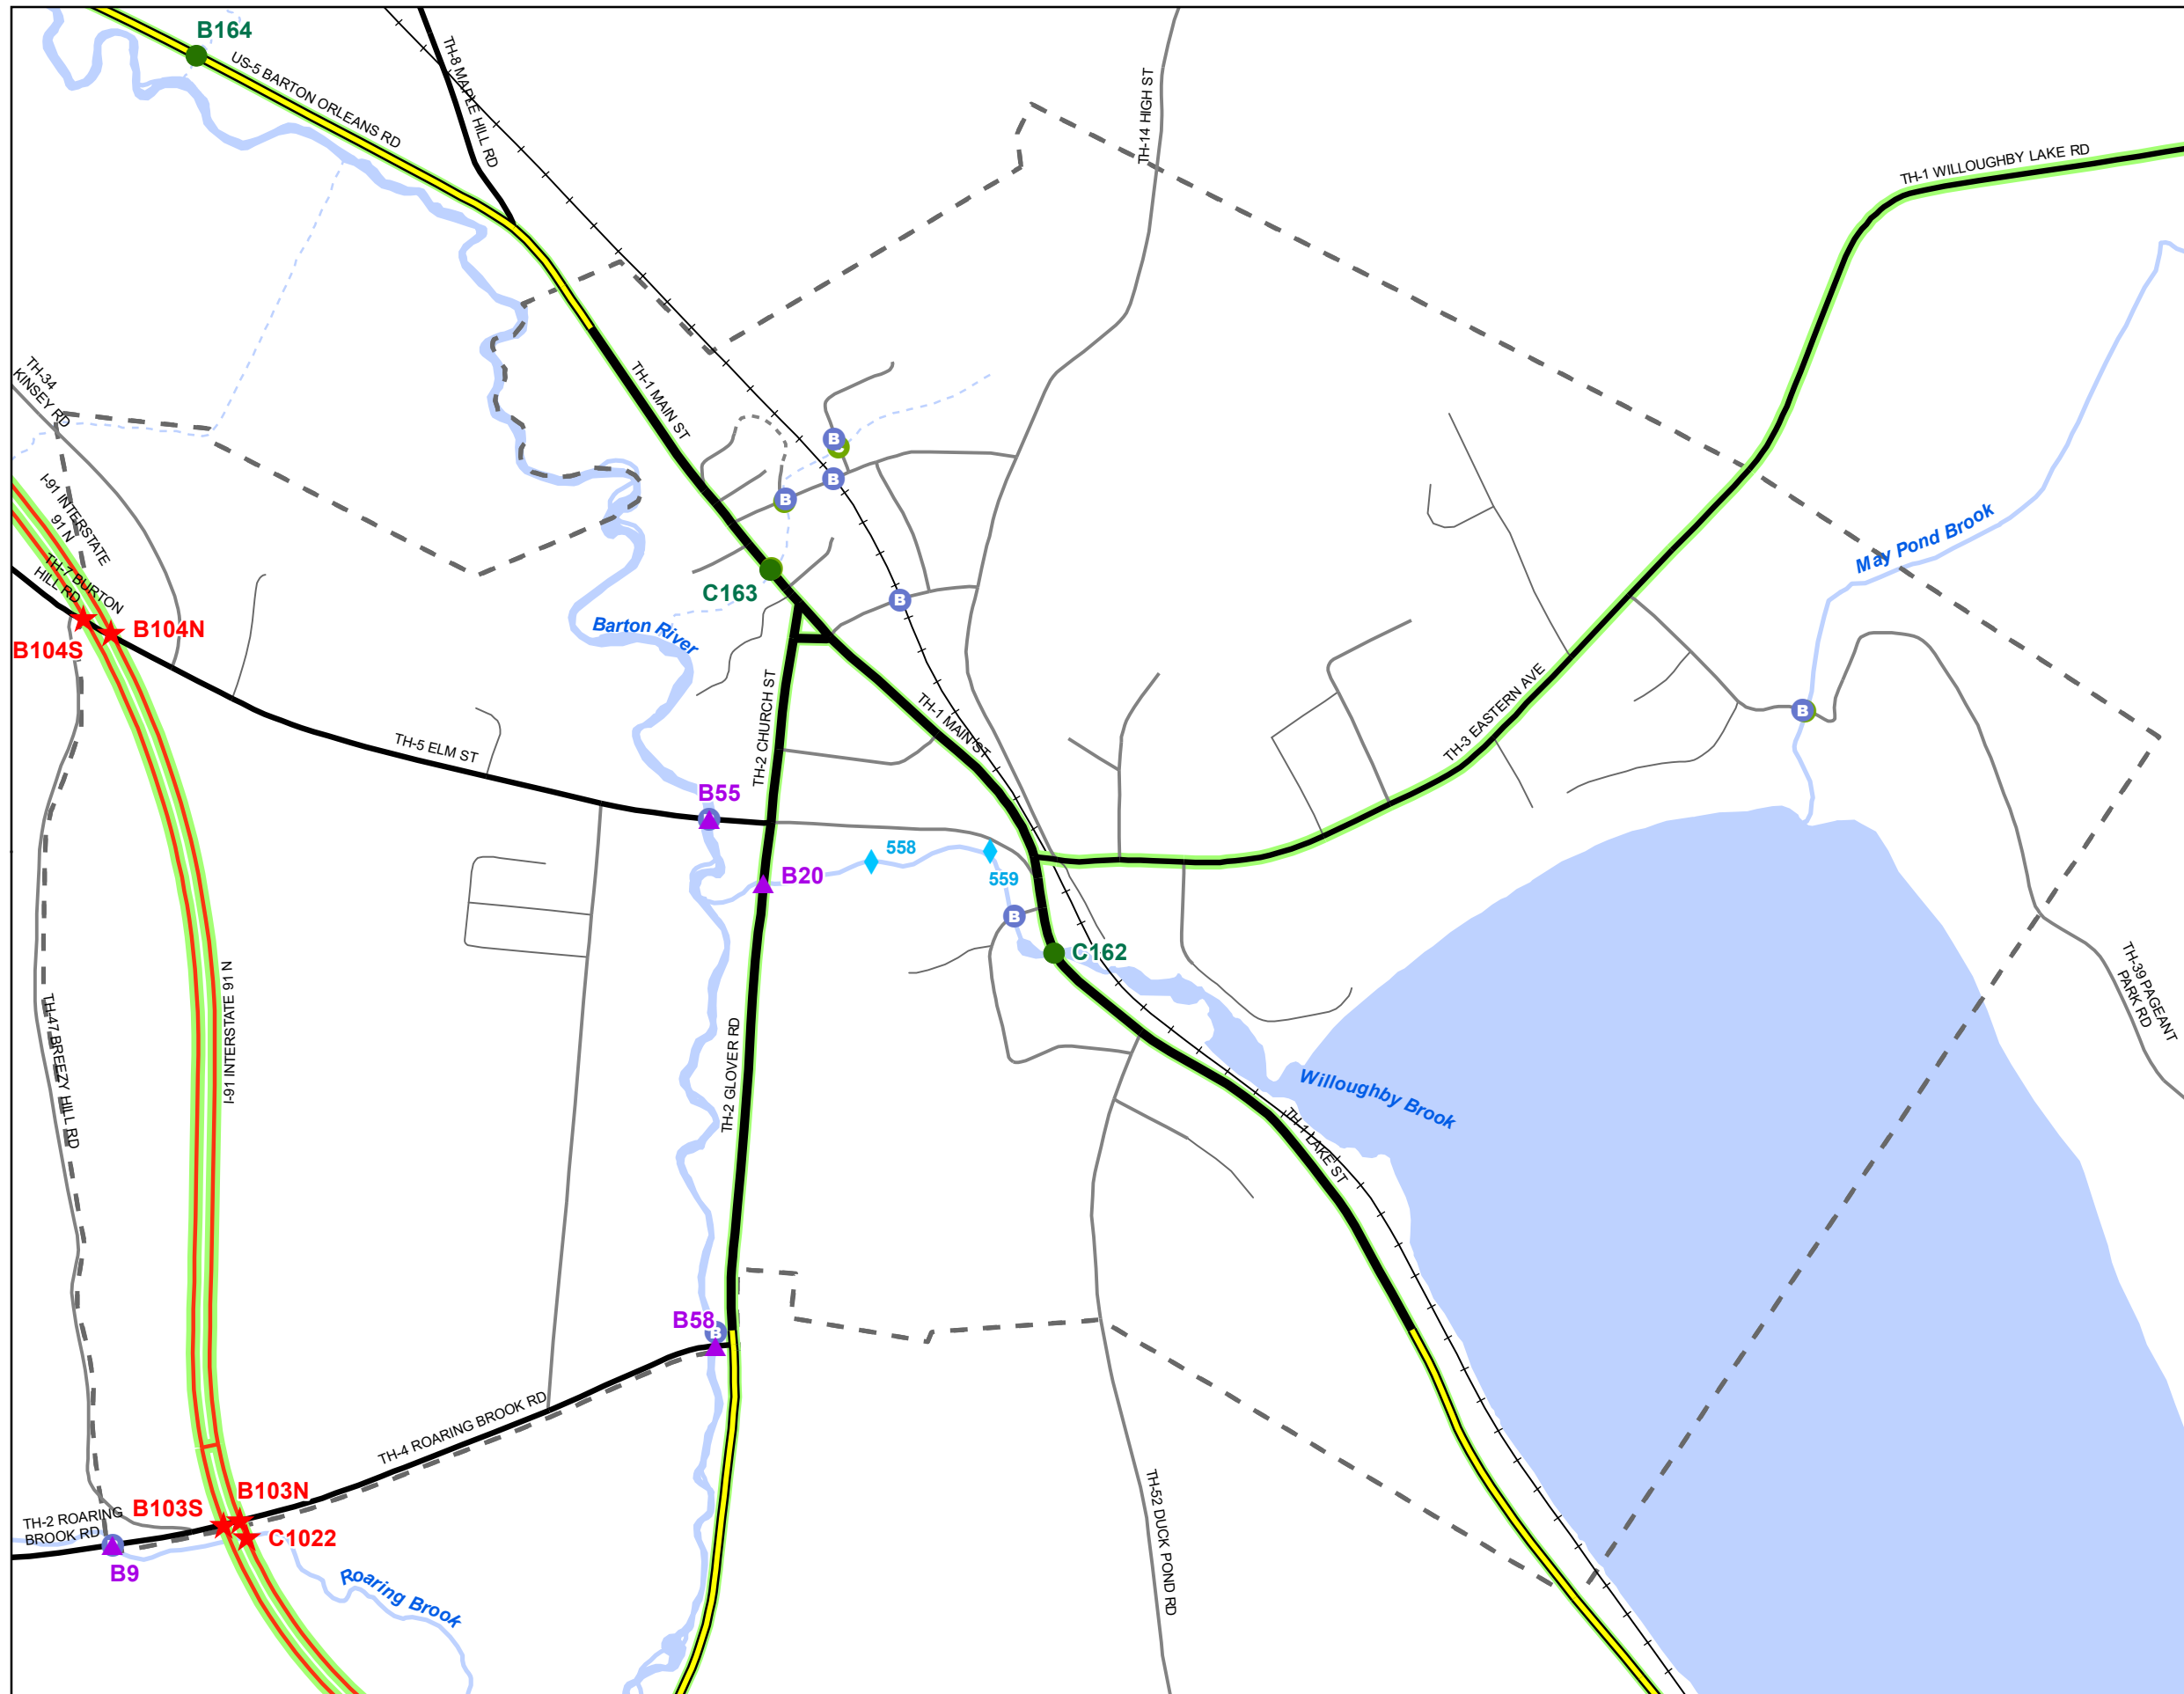 B164
US-5 BARTON ORLEANS RD
TH-8 MAPLE HILL RD
TH-14 HIGH ST
TH-1 WILLOUGHBY LAKE RD
TH-34
KINSEY RD
TH-1 MAIN ST
B
B
B
I-91 INTERSTATE
91 N
May Pond Brook
TH-7 BURTON
HILL RD
C163
B
B104N
B104S
Barton River
TH-2 CHURCH ST
TH-1 MAIN ST
TH-3 EASTERN AVE
B
TH-5 ELM ST
B55
B
558
559
B20
B
C162
TH-39 PAGEANT
PARK RD
I-91 INTERSTATE 91 N
TH-47 BREEZY HILL RD
TH-2 GLOVER RD
Willoughby Brook
TH-1 LAKE ST
B58
B
TH-4 ROARING BROOK RD
B103N
B103S
TH-2 ROARING
BROOK RD
C1022
B9
TH-52 DUCK POND RD
Roaring Brook